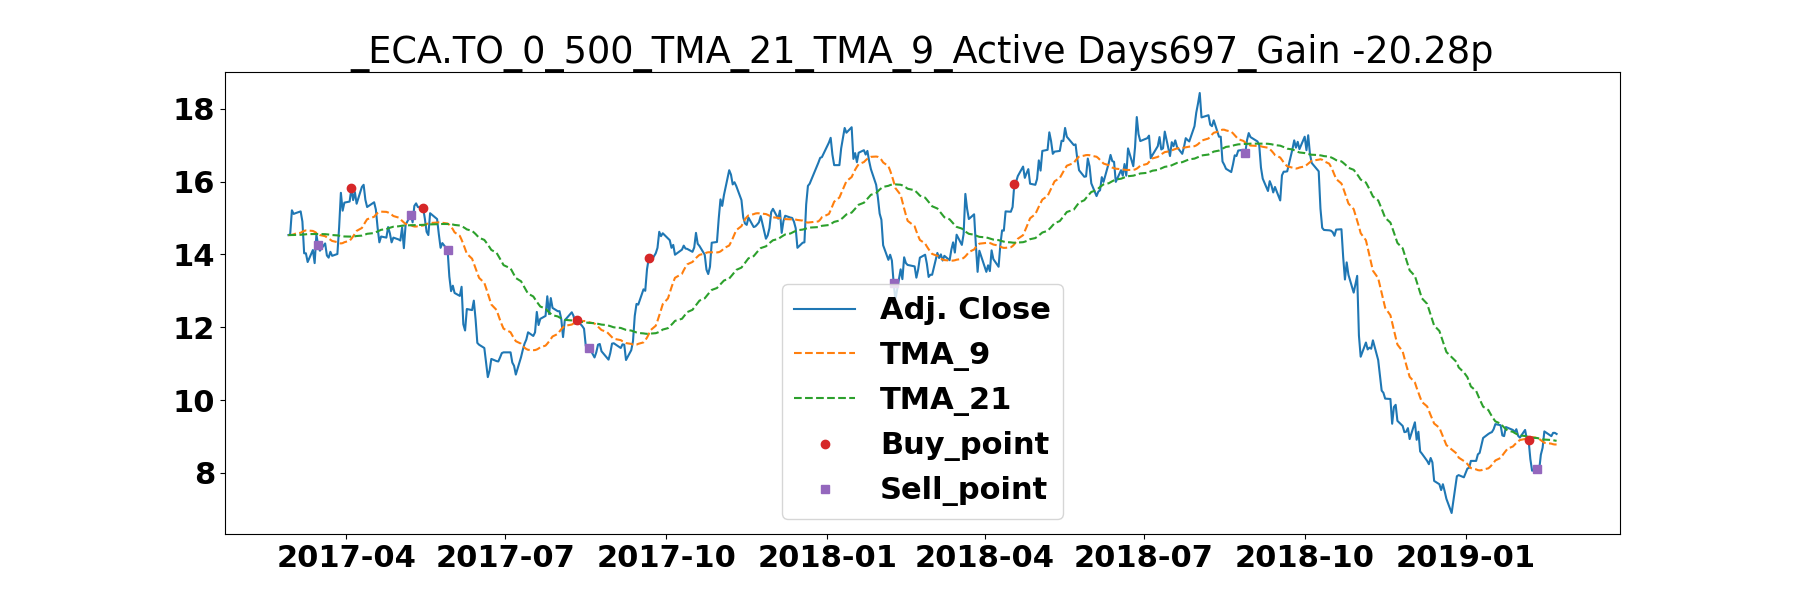 _ECA.TO_0_500_TMA_21_TMA_9_Active Days697_Gain -20.28p
18
16
14
12
10
8
Adj. Close
TMA_9
TMA_21
Buy_point
Sell_point
2017-04 2017-07 2017-10 2018-01 2018-04 2018-07 2018-10 2019-01